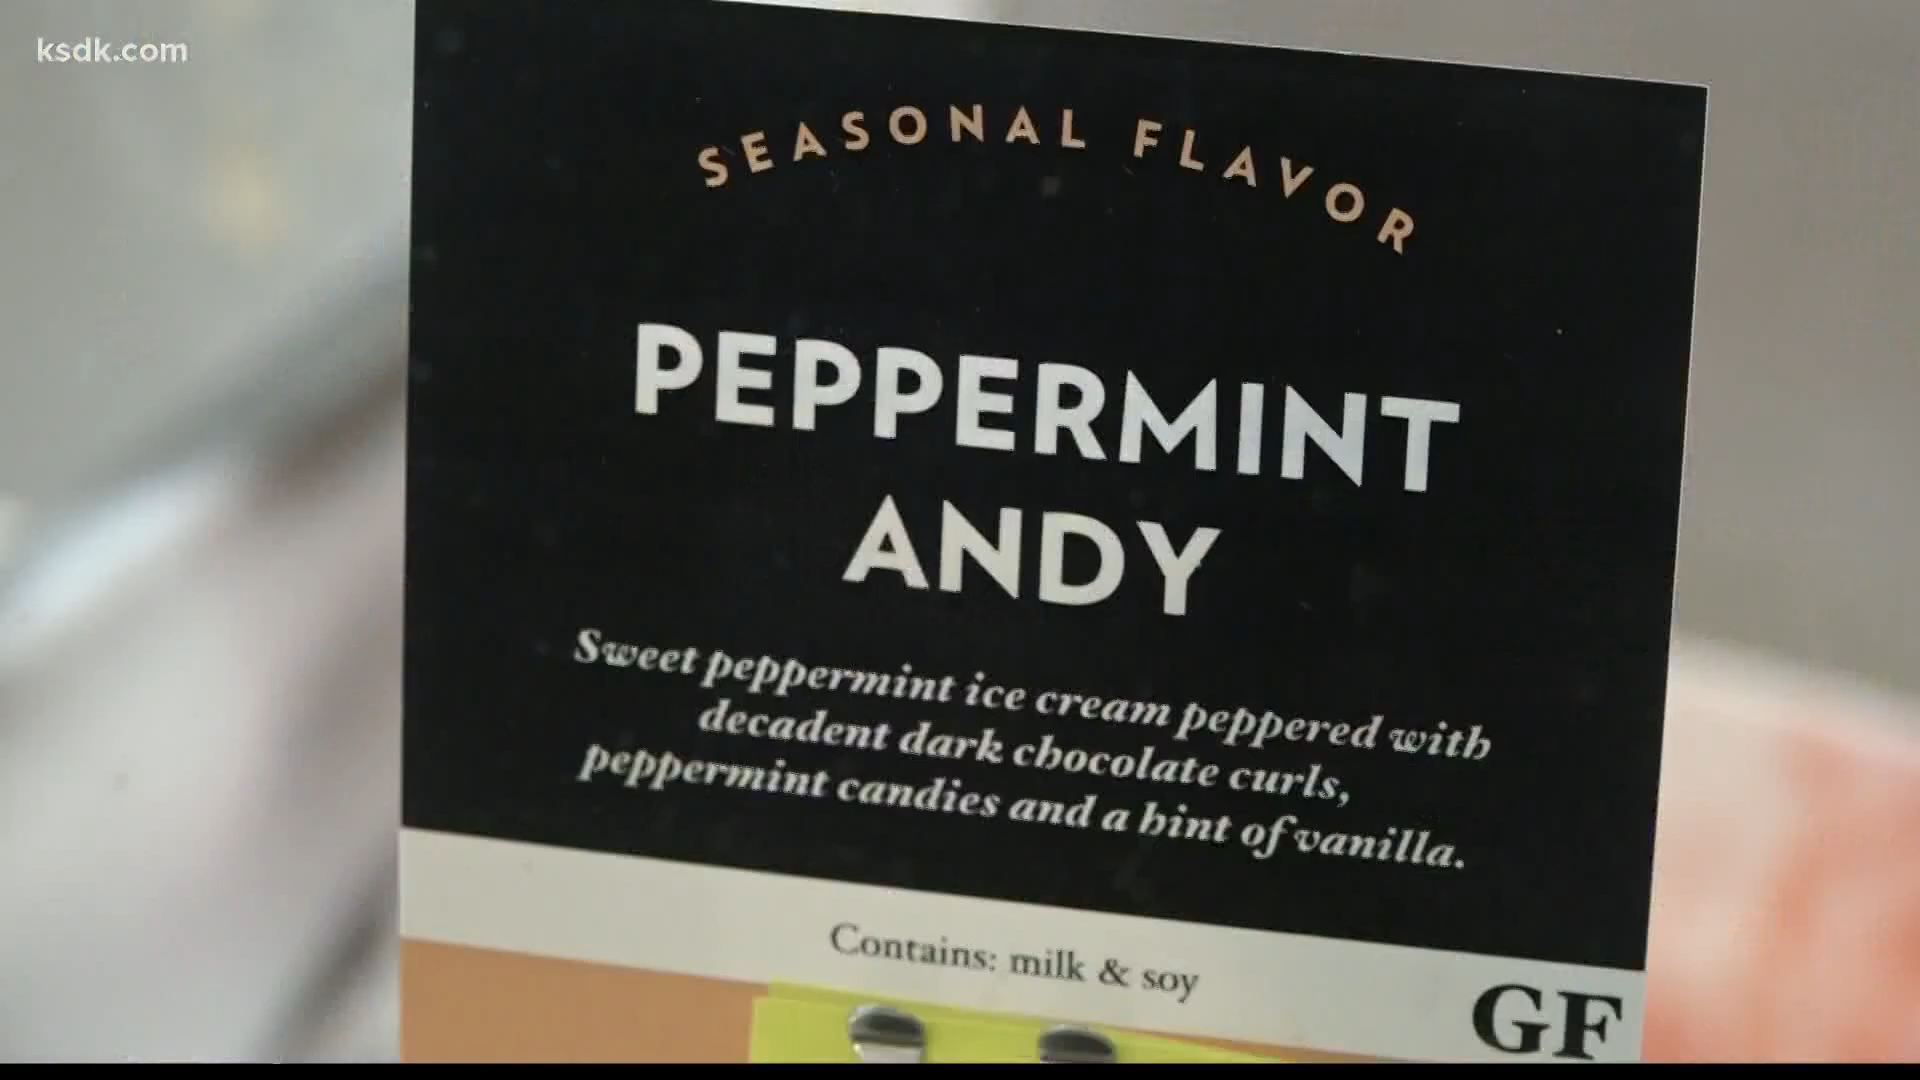 ksdk.com
SEASONAL FLAVOR
PEPPERMINT
ANDY
Sweet peppermint ice cream peppered with
decadent dark chocolate curls,
peppermint candies and a hint of vanilla.
Contains: milk & soy
GF